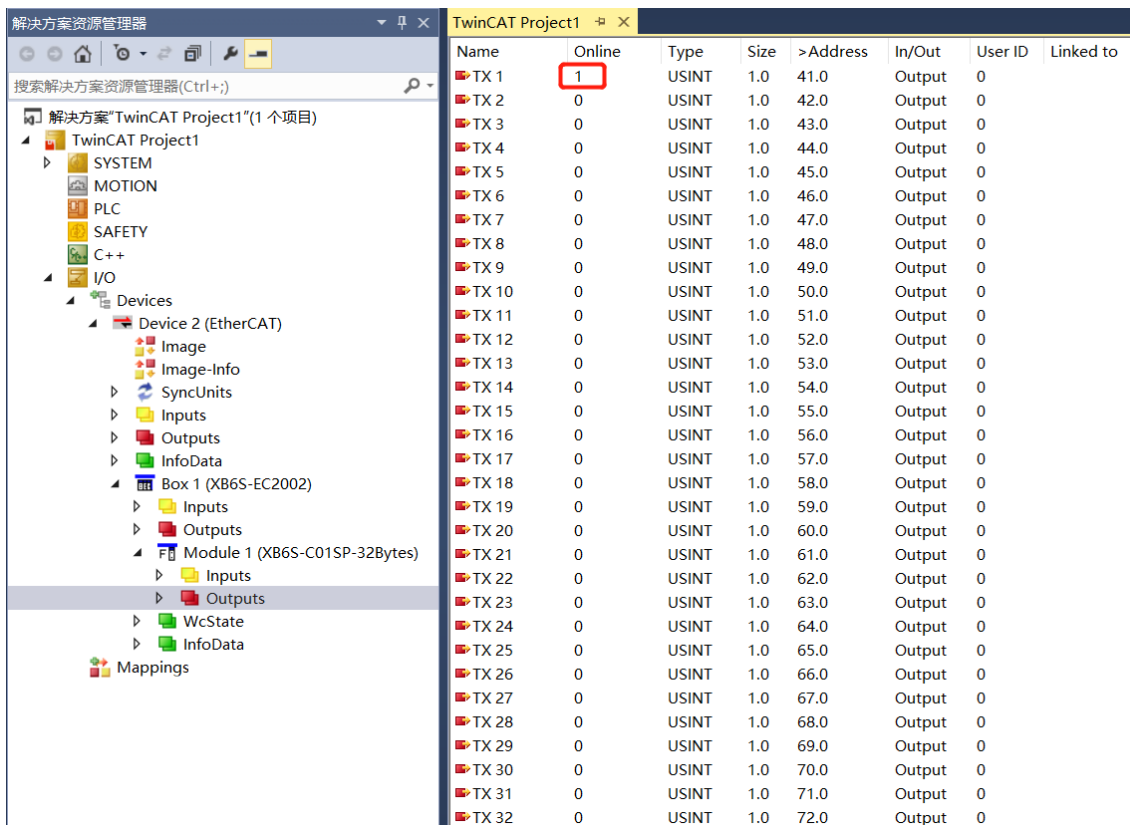 解决方案资源管理器
搜索解决方案资源管理器(Ctrl+;)
解决方案"TwinCAT Project1"(1 个项目)
TwinCAT Project1
SYSTEM
MOTION
PLC
SAFETY
C++
I/O
Devices
Device 2 (EtherCAT)
Image
Image-Info
SyncUnits
Inputs
Outputs
InfoData
Box 1 (XB6S-EC2002)
Inputs
Outputs
Module 1 (XB6S-C01SP-32Bytes)
Inputs
Outputs
WcState
InfoData
Mappings
TwinCAT Project1
Name Online Type Size >Address In/Out User ID Linked to
TX 1 1 USINT 1.0 41.0 Output 0
TX 2 0 USINT 1.0 42.0 Output 0
TX 3 0 USINT 1.0 43.0 Output 0
TX 4 0 USINT 1.0 44.0 Output 0
TX 5 0 USINT 1.0 45.0 Output 0
TX 6 0 USINT 1.0 46.0 Output 0
TX 7 0 USINT 1.0 47.0 Output 0
TX 8 0 USINT 1.0 48.0 Output 0
TX 9 0 USINT 1.0 49.0 Output 0
TX 10 0 USINT 1.0 50.0 Output 0
TX 11 0 USINT 1.0 51.0 Output 0
TX 12 0 USINT 1.0 52.0 Output 0
TX 13 0 USINT 1.0 53.0 Output 0
TX 14 0 USINT 1.0 54.0 Output 0
TX 15 0 USINT 1.0 55.0 Output 0
TX 16 0 USINT 1.0 56.0 Output 0
TX 17 0 USINT 1.0 57.0 Output 0
TX 18 0 USINT 1.0 58.0 Output 0
TX 19 0 USINT 1.0 59.0 Output 0
TX 20 0 USINT 1.0 60.0 Output 0
TX 21 0 USINT 1.0 61.0 Output 0
TX 22 0 USINT 1.0 62.0 Output 0
TX 23 0 USINT 1.0 63.0 Output 0
TX 24 0 USINT 1.0 64.0 Output 0
TX 25 0 USINT 1.0 65.0 Output 0
TX 26 0 USINT 1.0 66.0 Output 0
TX 27 0 USINT 1.0 67.0 Output 0
TX 28 0 USINT 1.0 68.0 Output 0
TX 29 0 USINT 1.0 69.0 Output 0
TX 30 0 USINT 1.0 70.0 Output 0
TX 31 0 USINT 1.0 71.0 Output 0
TX 32 0 USINT 1.0 72.0 Output 0